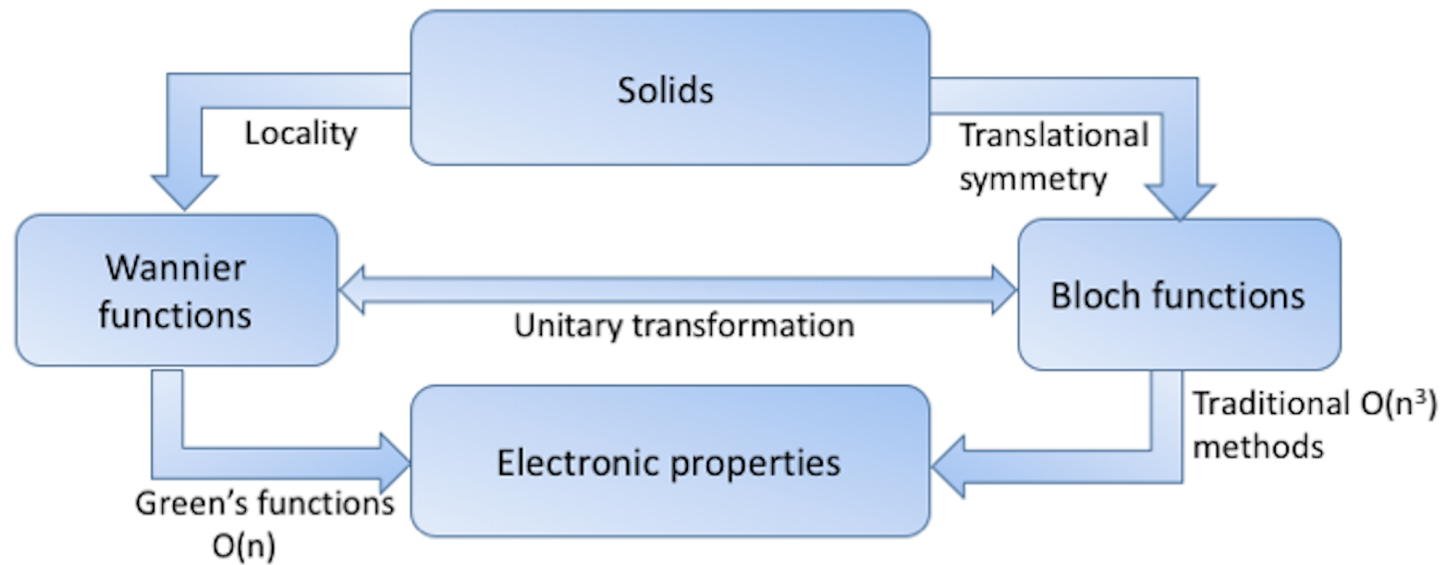 Solids
Locality
Translational
symmetry
Wannier
functions
Bloch functions
Unitary transformation
Traditional O(n³)
methods
Electronic properties
Green’s functions
O(n)